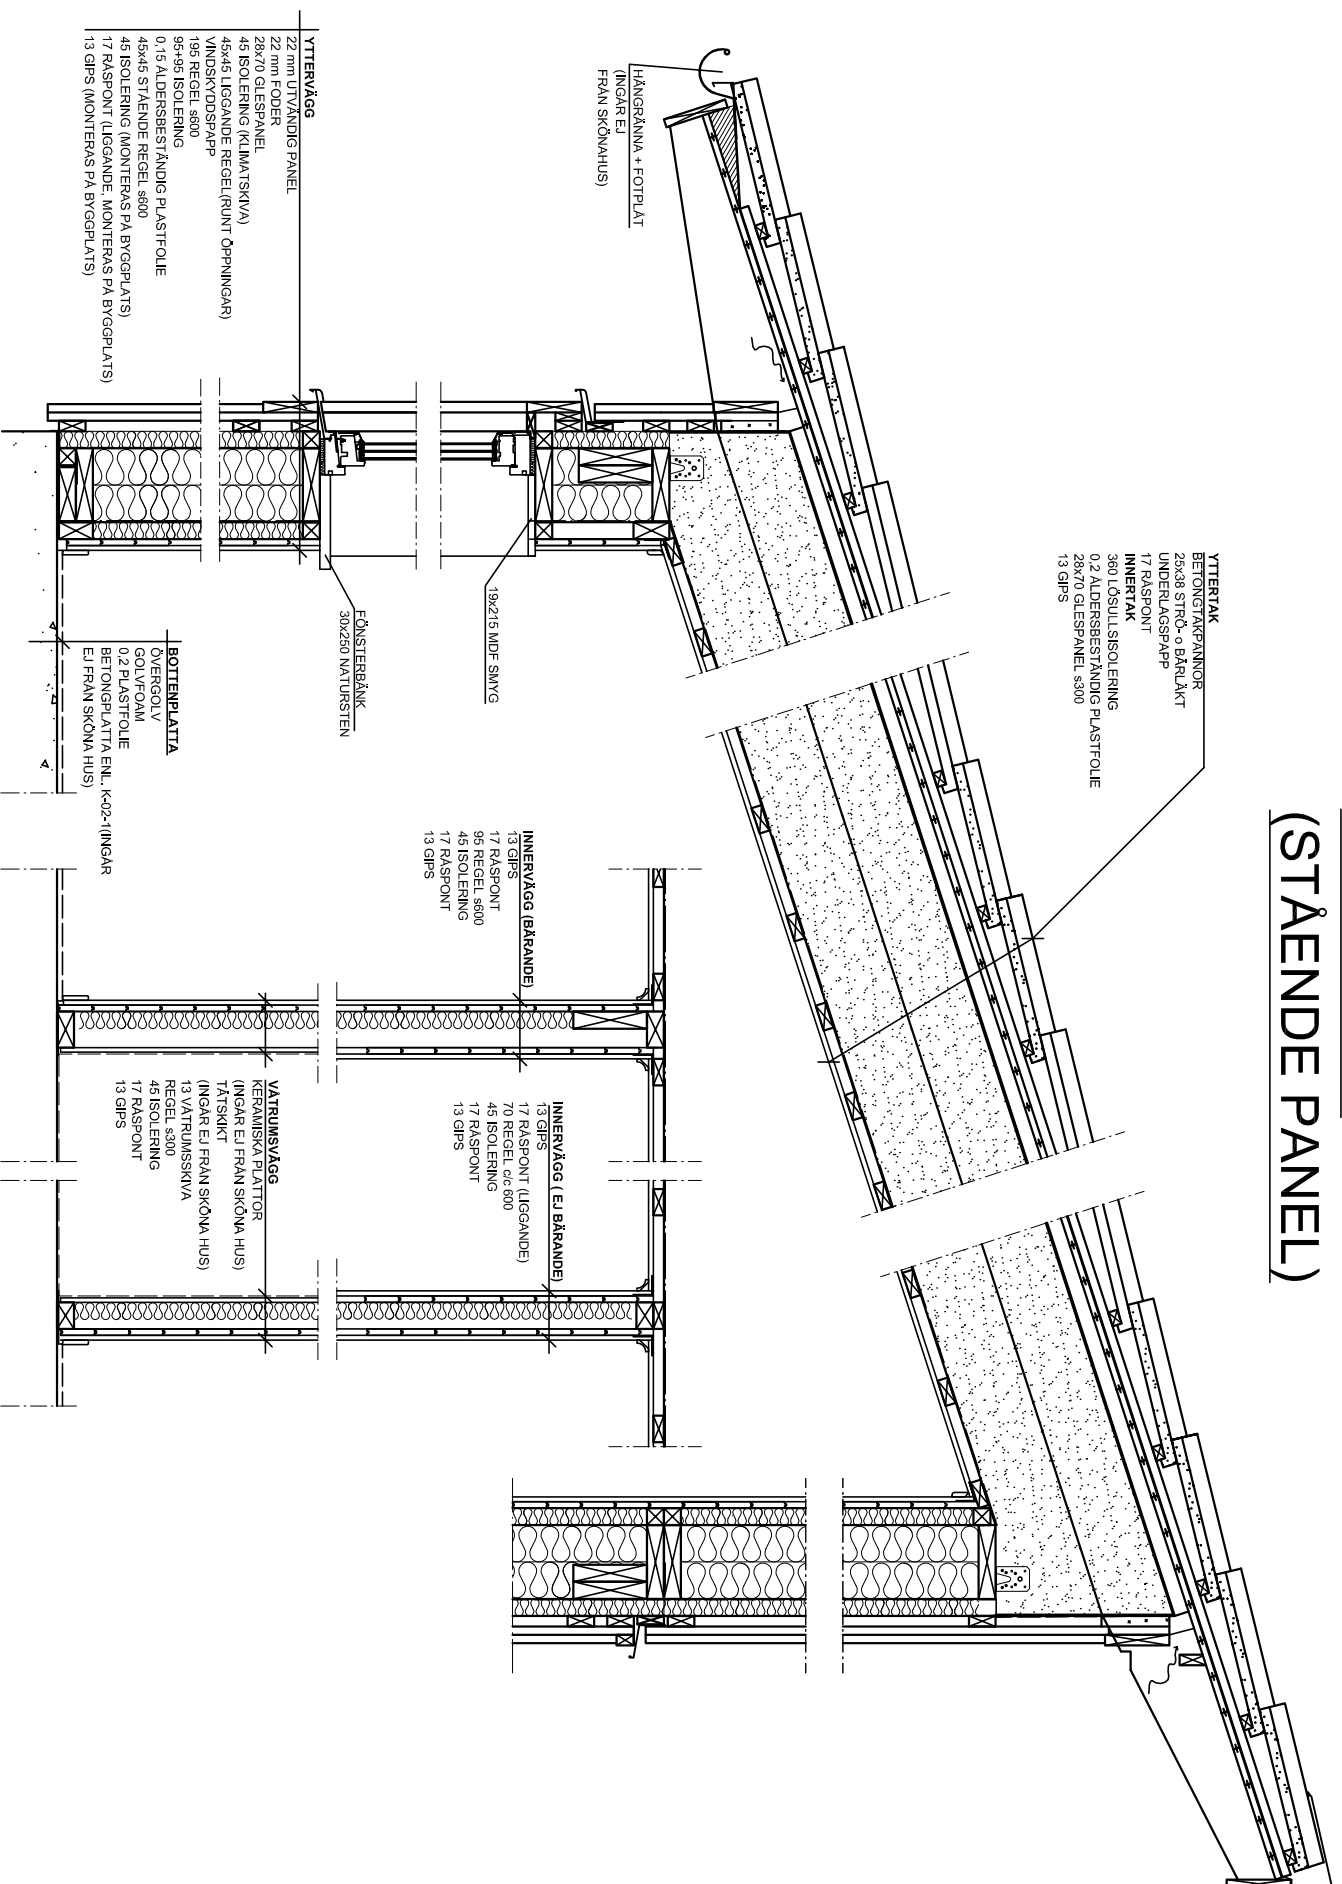 (STÅENDE PANEL)
YTTERTAK
BETONGTAKPANNOR
25x38 STRÖ- o BÄRLÄKT
UNDERLAGSPAPP
17 RÅSPONT
INNERTAK
360 LÖSULLSISOLERING
0,2 ÅLDERSBESTÄNDIG PLASTFOLIE
28x70 GLESPANEL s300
13 GIPS
HÄNGRÄNNA + FOTPLÅT
(INGÅR EJ
FRÅN SKÖNAHUS)
YTTERVÄGG
22 mm UTVÄNDIG PANEL
22 mm FODER
28x70 GLESPANEL
45 ISOLERING (KLIMATSKIVA)
45x45 LIGGANDE REGEL(RUNT ÖPPNINGAR)
VINDSKYDDSPAPP
195 REGEL s600
95+95 ISOLERING
0,15 ÅLDERSBESTÄNDIG PLASTFOLIE
45x45 STÅENDE REGEL s600
45 ISOLERING (MONTERAS PÅ BYGGPLATS)
17 RÅSPONT (LIGGANDE, MONTERAS PÅ BYGGPLATS)
13 GIPS (MONTERAS PÅ BYGGPLATS)
19x215 MDF SMYG
FÖNSTERBÄNK
30x250 NATURSTEN
BOTTENPLATTA
ÖVERGOLV
GOLVFOAM
0,2 PLASTFOLIE
BETONGPLATTA ENL. K-02-1(INGÅR
EJ FRÅN SKÖNA HUS)
INNERVÄGG (BÄRANDE)
13 GIPS
17 RÅSPONT
95 REGEL s600
45 ISOLERING
17 RÅSPONT
13 GIPS
INNERVÄGG ( EJ BÄRANDE)
13 GIPS
17 RÅSPONT (LIGGANDE)
70 REGEL c/c 600
45 ISOLERING
17 RÅSPONT
13 GIPS
VÅTRUMSVÄGG
KERAMISKA PLATTOR
(INGÅR EJ FRÅN SKÖNA HUS)
TÄTSKIKT
(INGÅR EJ FRÅN SKÖNA HUS)
13 VÅTRUMSSKIVA
REGEL s300
45 ISOLERING
17 RÅSPONT
13 GIPS